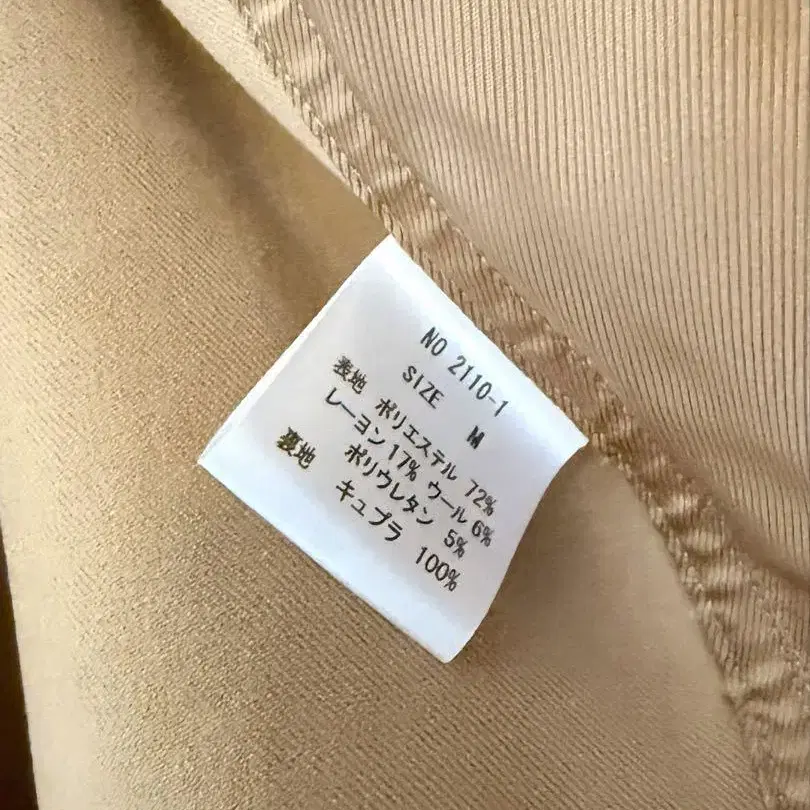 NO 2110-1
SIZE M
表地 ポリエステル 72%
レーヨン 17% ウール 6%
ポリウレタン 5%
裏地 キュプラ 100%